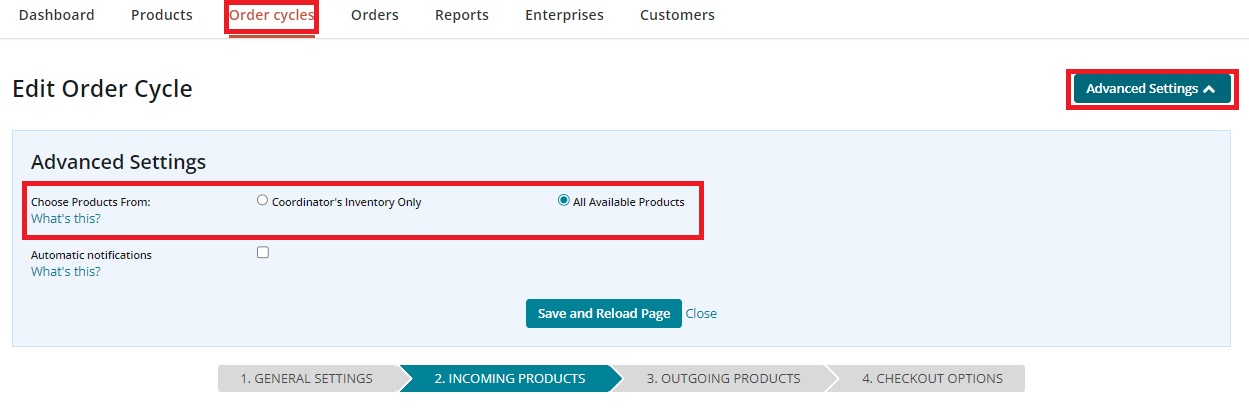 Dashboard Products Order cycles Orders Reports Enterprises Customers
Edit Order Cycle
Advanced Settings
Advanced Settings
Choose Products From: Coordinator's Inventory Only All Available Products
What's this?
Automatic notifications
What's this?
Save and Reload Page Close
1. GENERAL SETTINGS 2. INCOMING PRODUCTS 3. OUTGOING PRODUCTS 4. CHECKOUT OPTIONS